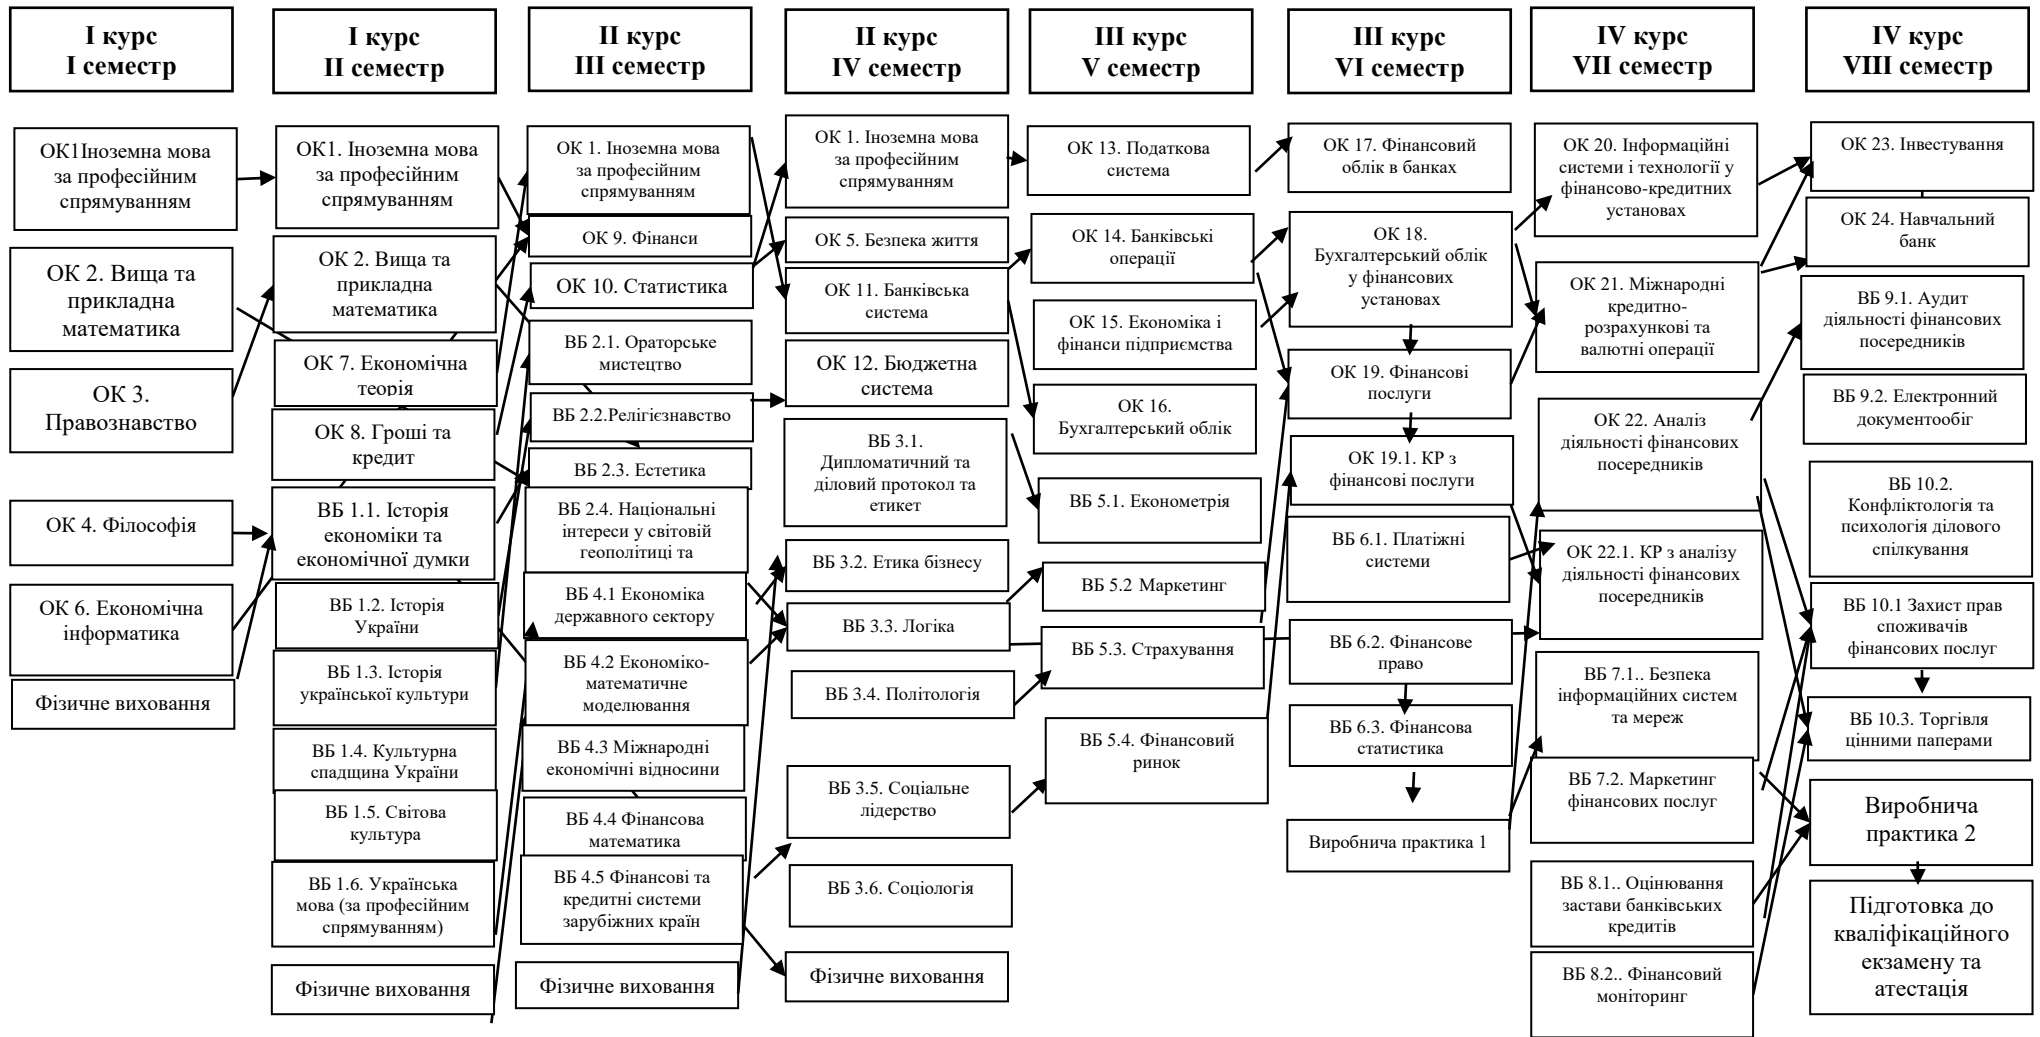 І курс
І семестр
І курс
ІІ семестр
ІІ курс
ІІІ семестр
ІІ курс
IV семестр
ІІІ курс
V семестр
ІІІ курс
VI семестр
IV курс
VII семестр
IV курс
VIII семестр
ОК1Іноземна мова
за професійним
спрямуванням
ОК 2. Вища та
прикладна
математика
ОК 3.
Правознавство
ОК 4. Філософія
ОК 6. Економічна
інформатика
Фізичне виховання
ОК1. Іноземна мова
за професійним
спрямуванням
ОК 2. Вища та
прикладна
математика
ОК 7. Економічна
теорія
ОК 8. Гроші та
кредит
ВБ 1.1. Історія
економіки та
економічної думки
ВБ 1.2. Історія
України
ВБ 1.3. Історія
української культури
ВБ 1.4. Культурна
спадщина України
ВБ 1.5. Світова
культура
ВБ 1.6. Українська
мова (за професійним
спрямуванням)
Фізичне виховання
ОК 1. Іноземна мова
за професійним
спрямуванням
ОК 9. Фінанси
ОК 10. Статистика
ВБ 2.1. Ораторське
мистецтво
ВБ 2.2.Релігієзнавство
ВБ 2.3. Естетика
ВБ 2.4. Національні
інтереси у світовій
геополітиці та
ВБ 4.1 Економіка
державного сектору
ВБ 4.2 Економіко-
математичне
моделювання
ВБ 4.3 Міжнародні
економічні відносини
ВБ 4.4 Фінансова
математика
ВБ 4.5 Фінансові та
кредитні системи
зарубіжних країн
Фізичне виховання
ОК 1. Іноземна мова
за професійним
спрямуванням
ОК 5. Безпека життя
ОК 11. Банківська
система
ОК 12. Бюджетна
система
ВБ 3.1.
Дипломатичний та
діловий протокол та
етикет
ВБ 3.2. Етика бізнесу
ВБ 3.3. Логіка
ВБ 3.4. Політологія
ВБ 3.5. Соціальне
лідерство
ВБ 3.6. Соціологія
Фізичне виховання
ОК 13. Податкова
система
ОК 14. Банківські
операції
ОК 15. Економіка і
фінанси підприємства
ОК 16.
Бухгалтерський облік
ВБ 5.1. Економетрія
ВБ 5.2 Маркетинг
ВБ 5.3. Страхування
ВБ 5.4. Фінансовий
ринок
ОК 17. Фінансовий
облік в банках
ОК 18.
Бухгалтерський облік
у фінансових
установах
ОК 19. Фінансові
послуги
ОК 19.1. КР з
фінансові послуги
ВБ 6.1. Платіжні
системи
ВБ 6.2. Фінансове
право
ВБ 6.3. Фінансова
статистика
Виробнича практика 1
ОК 20. Інформаційні
системи і технології у
фінансово-кредитних
установах
ОК 21. Міжнародні
кредитно-
розрахункові та
валютні операції
ОК 22. Аналіз
діяльності фінансових
посередників
ОК 22.1. КР з аналізу
діяльності фінансових
посередників
ВБ 7.1.. Безпека
інформаційних систем
та мереж
ВБ 7.2. Маркетинг
фінансових послуг
ВБ 8.1.. Оцінювання
застави банківських
кредитів
ВБ 8.2.. Фінансовий
моніторинг
ОК 23. Інвестування
ОК 24. Навчальний
банк
ВБ 9.1. Аудит
діяльності фінансових
посередників
ВБ 9.2. Електронний
документообіг
ВБ 10.2.
Конфліктологія та
психологія ділового
спілкування
ВБ 10.1 Захист прав
споживачів
фінансових послуг
ВБ 10.3. Торгівля
цінними паперами
Виробнича
практика 2
Підготовка до
кваліфікаційного
екзамену та
атестація